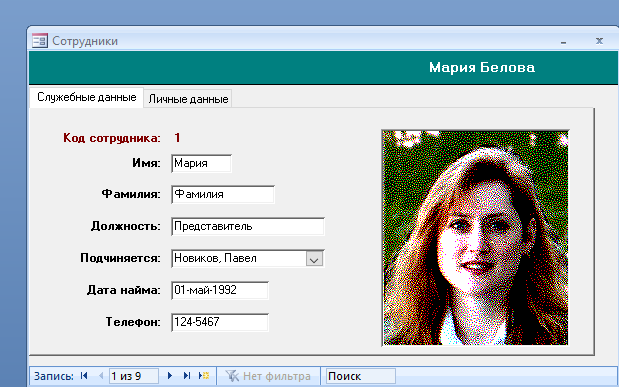 Сотрудники
Мария Белова
Служебные данные Личные данные
Код сотрудника: 1
Имя: Мария
Фамилия: Фамилия
Должность: Представитель
Подчиняется: Новиков, Павел
Дата найма: 01-май-1992
Телефон: 124-5467
Запись: 1 из 9 Нет фильтра Поиск